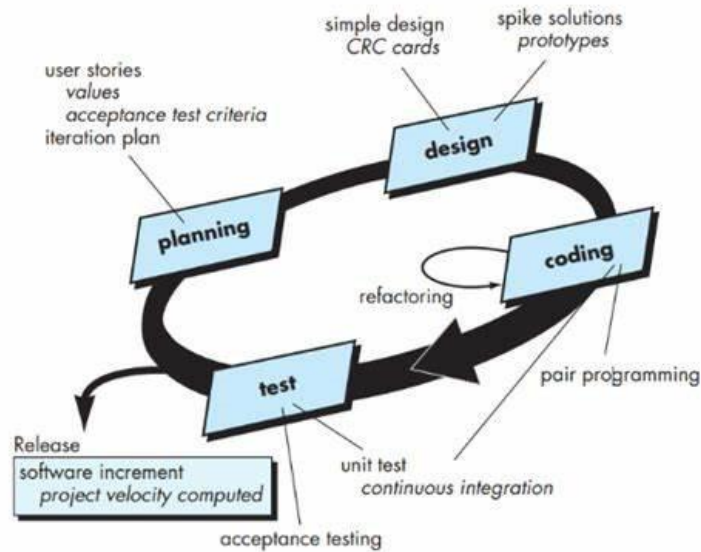 simple design
CRC cards
spike solutions
prototypes
user stories
values
acceptance test criteria
iteration plan
design
planning
coding
refactoring
test
pair programming
Release
software increment
project velocity computed
unit test
continuous integration
acceptance testing